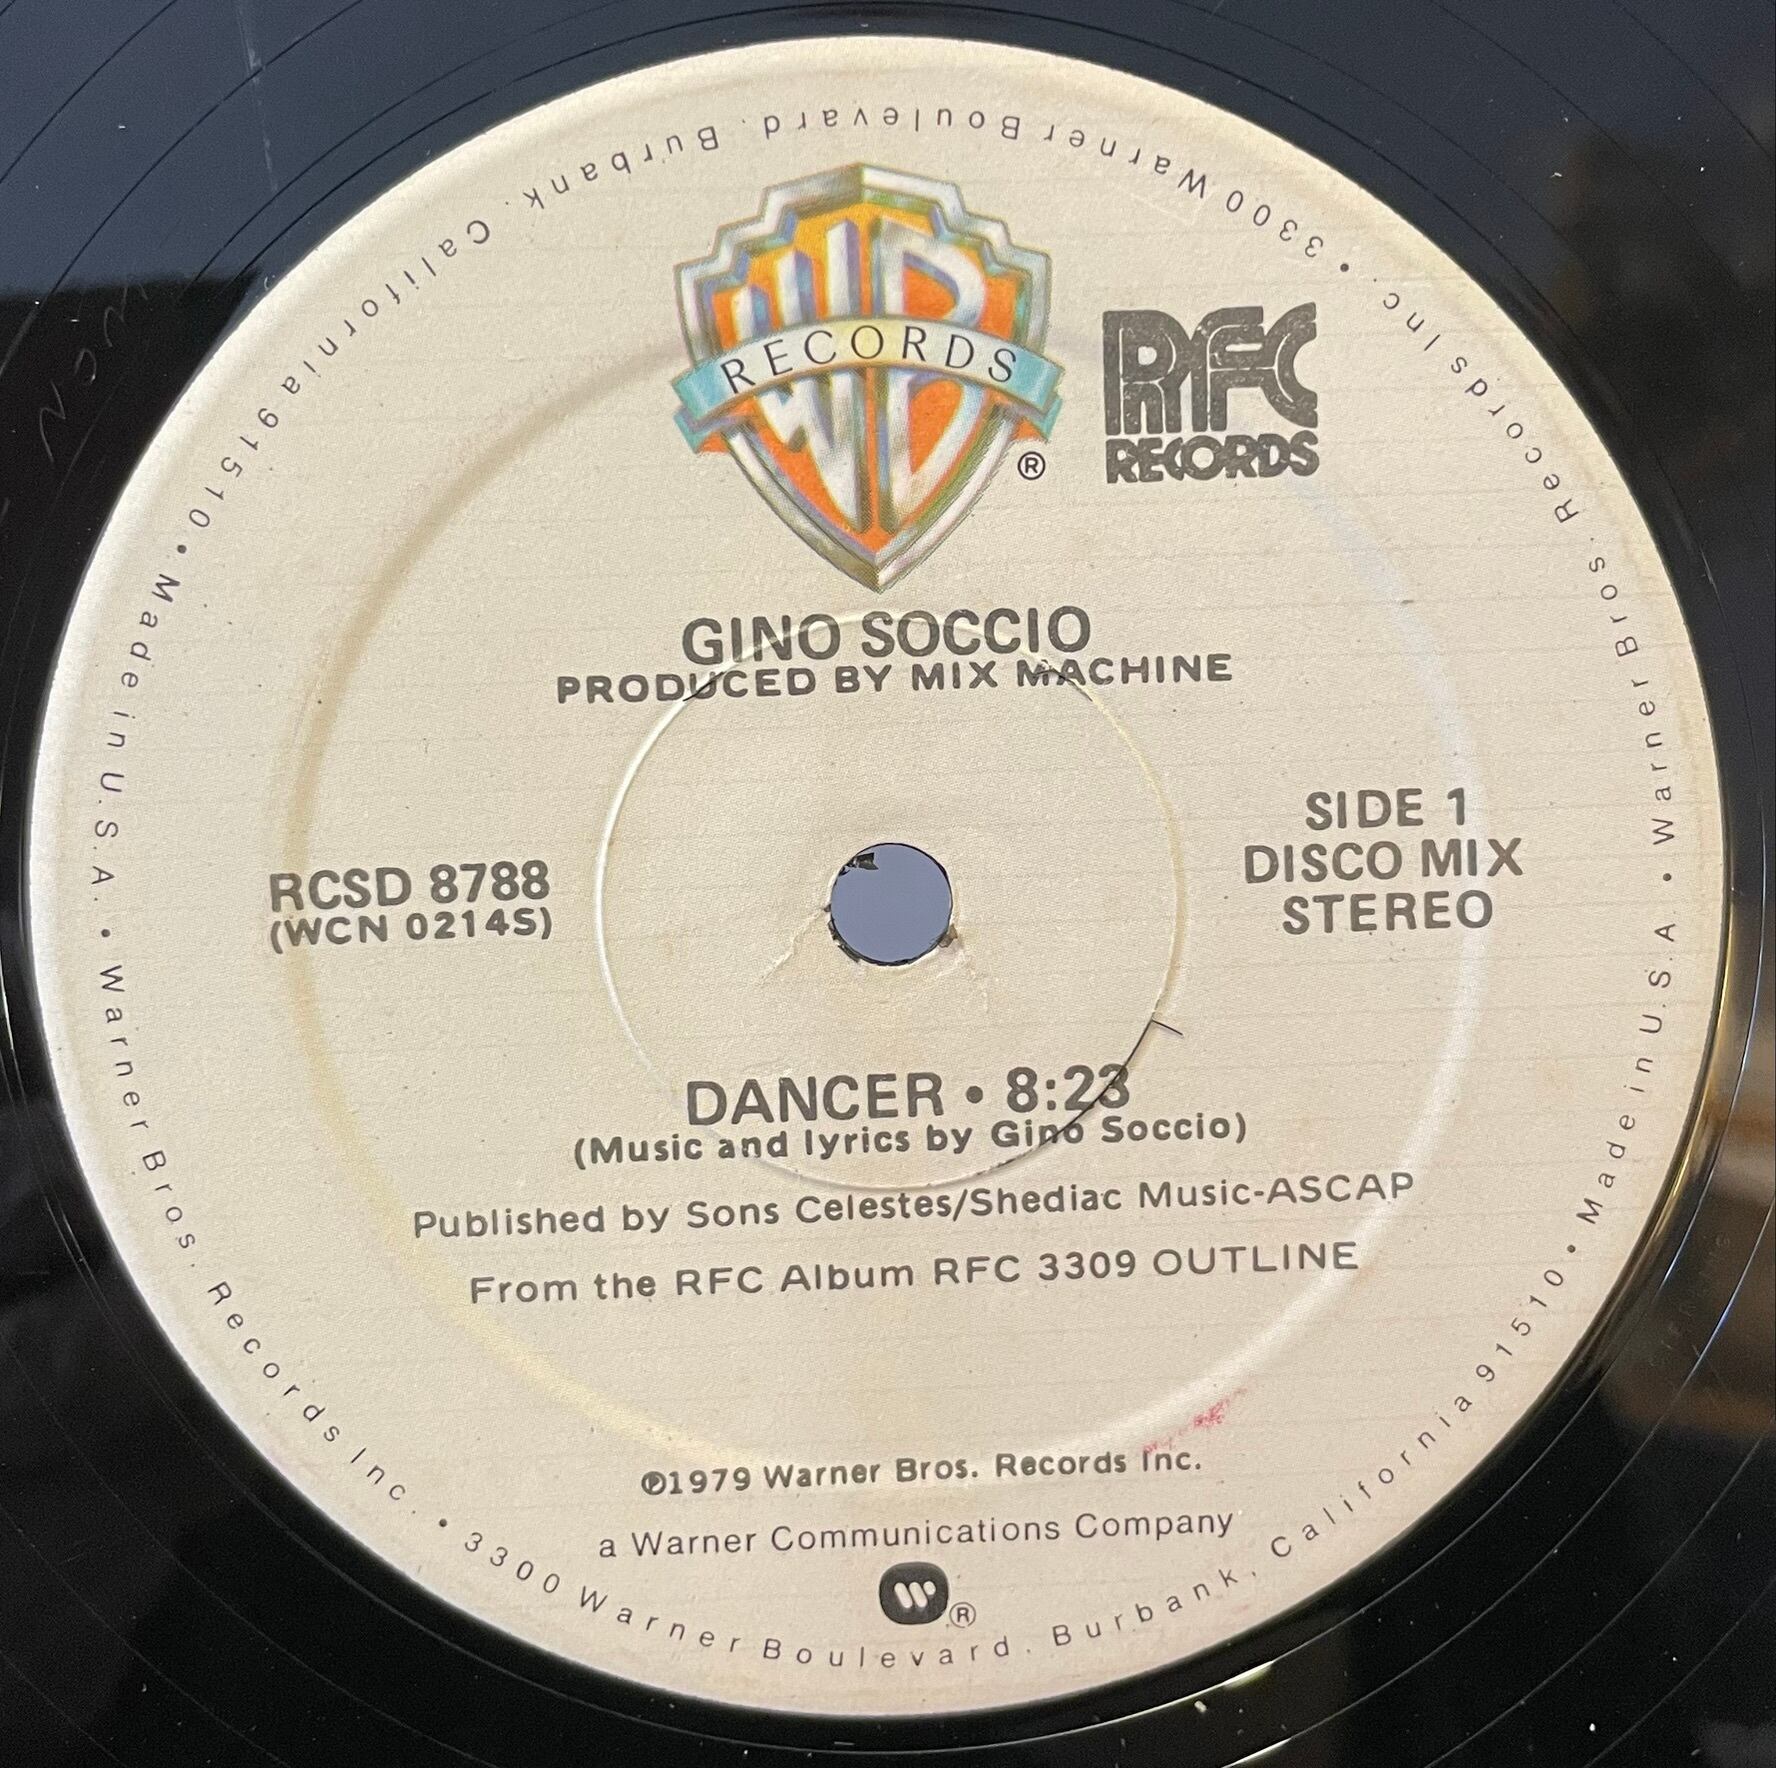 WB
RECORDS
®
RFC
RECORDS
GINO SOCCIO
PRODUCED BY MIX MACHINE
RCSD 8788
(WCN 0214S)
SIDE 1
DISCO MIX
STEREO
DANCER • 8:23
(Music and lyrics by Gino Soccio)
Published by Sons Celestes/Shediac Music-ASCAP
From the RFC Album RFC 3309 OUTLINE
℗1979 Warner Bros. Records Inc.
a Warner Communications Company
®
Warner Bros. Records Inc. • 3300 Warner Boulevard. Burbank, California 91510 • Made in U.S.A. •
Warner Bros. Records Inc. • 3300 Warner Boulevard. Burbank, California 91510 • Made in U.S.A •